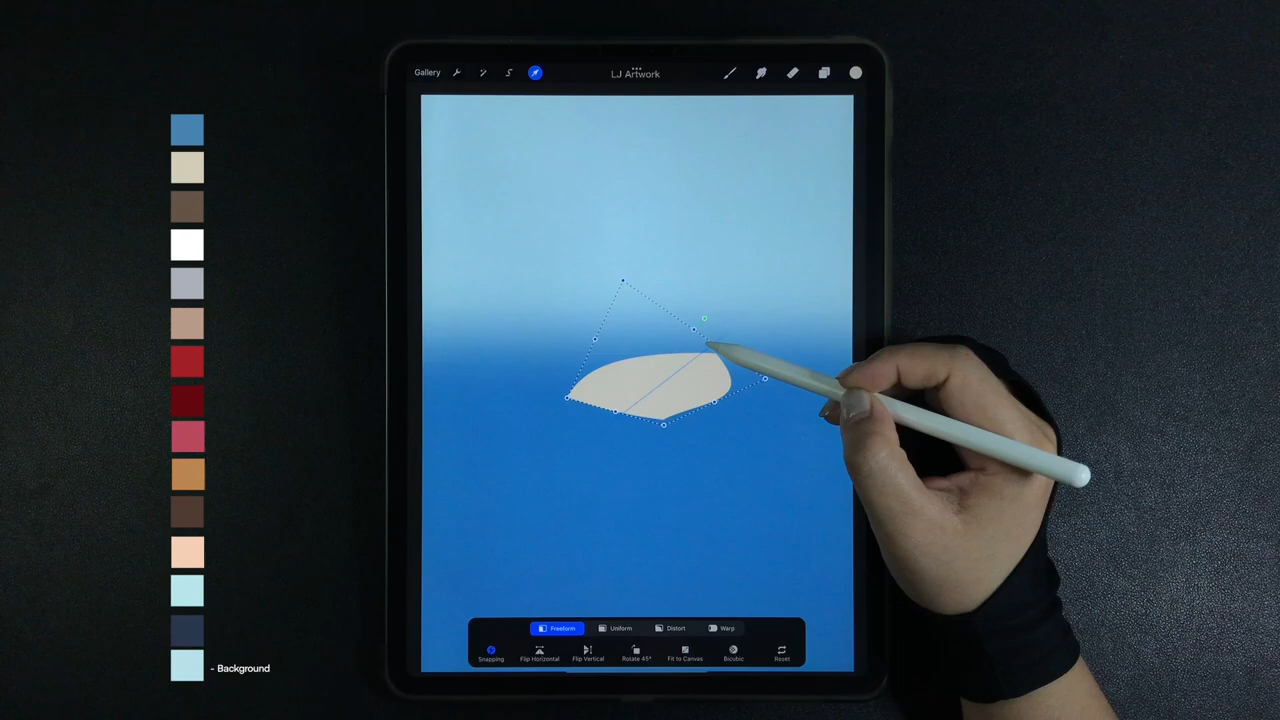 Gallery
LJ Artwork
Freeform
Uniform
Distort
Warp
Snapping
Flip Horizontal
Flip Vertical
Rotate 45°
Fit to Canvas
Bicubic
Reset
- Background